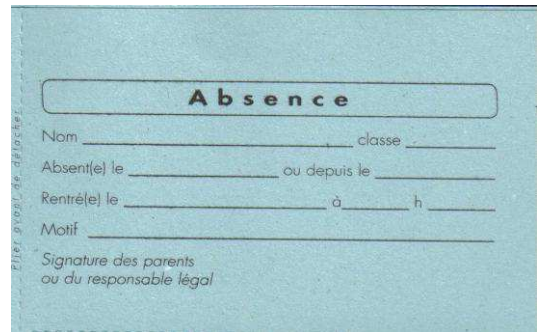 Absence
Nom classe
Absent(e) le ou depuis le
Rentré(e) le à h
Motif
Signature des parents
ou du responsable légal
Plier avant de détacher